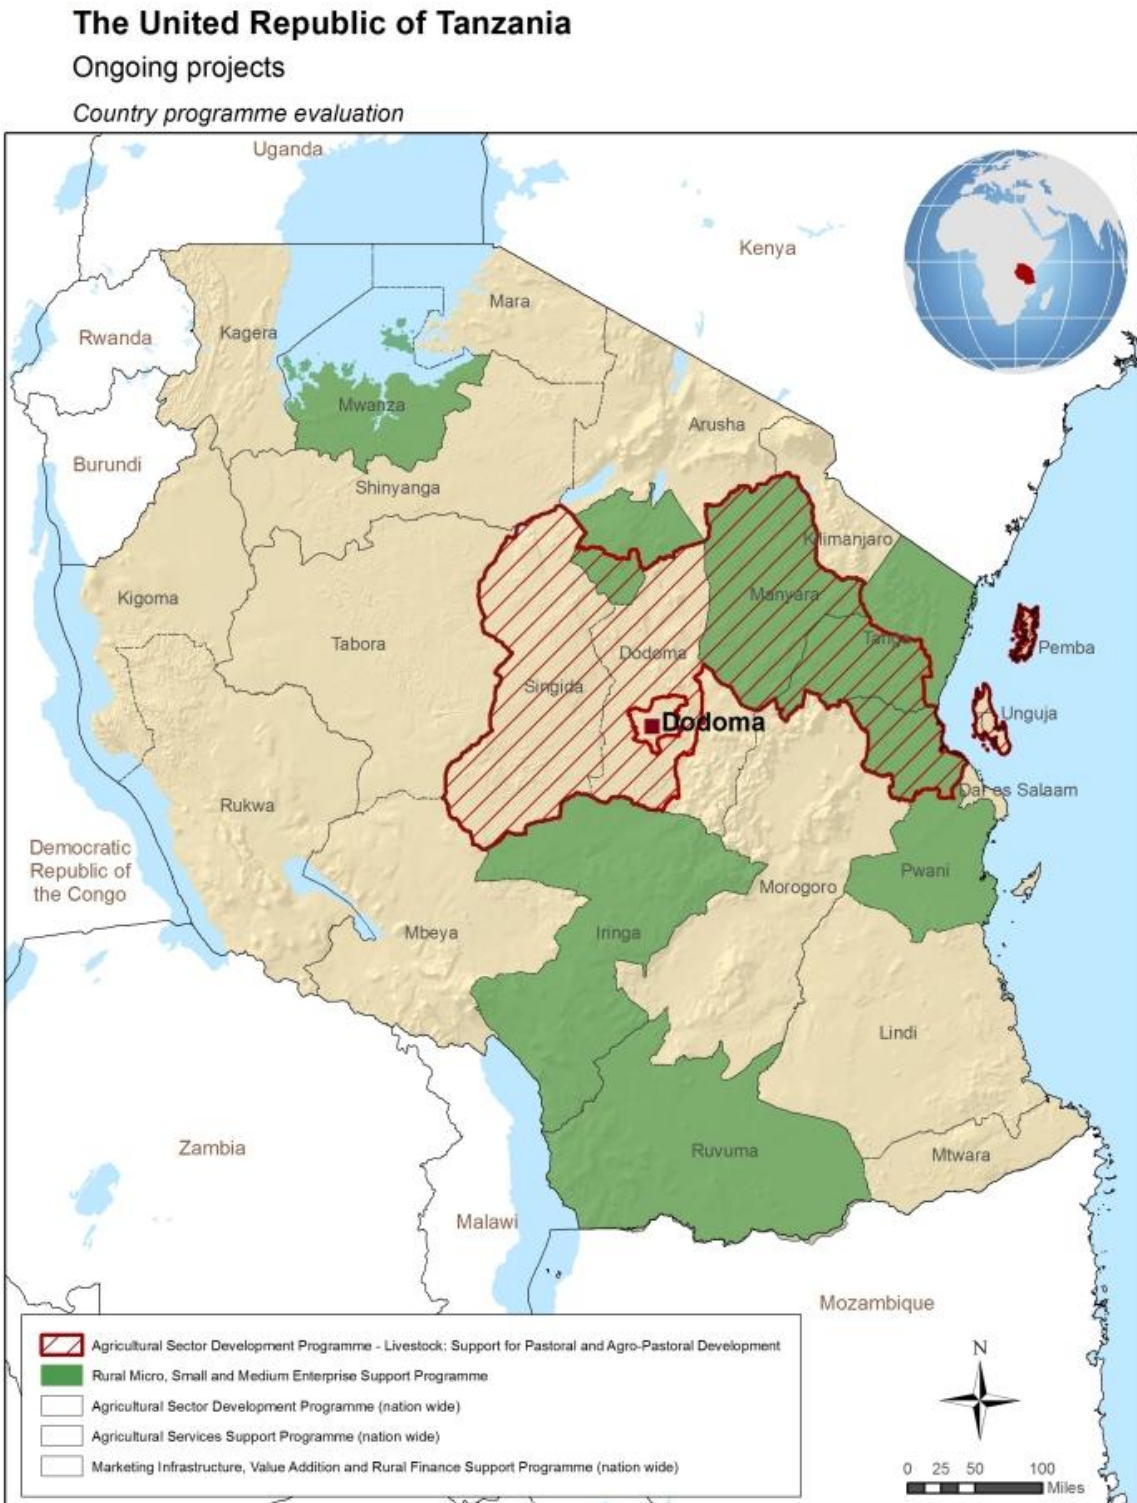 The United Republic of Tanzania
Ongoing projects
Country programme evaluation
Uganda
Kenya
Mara
Rwanda
Kagera
Mwanza
Arusha
Burundi
Shinyanga
Kilimanjaro
Kigoma
Manyara
Tabora
Dodoma
Tanga
Pemba
Singida
Unguja
Dodoma
Dar es Salaam
Rukwa
Democratic
Republic of
the Congo
Pwani
Morogoro
Mbeya
Iringa
Lindi
Zambia
Ruvuma
Mtwara
Malawi
Mozambique
Agricultural Sector Development Programme - Livestock: Support for Pastoral and Agro-Pastoral Development
Rural Micro, Small and Medium Enterprise Support Programme
Agricultural Sector Development Programme (nation wide)
Agricultural Services Support Programme (nation wide)
Marketing Infrastructure, Value Addition and Rural Finance Support Programme (nation wide)
N
0 25 50 100
Miles